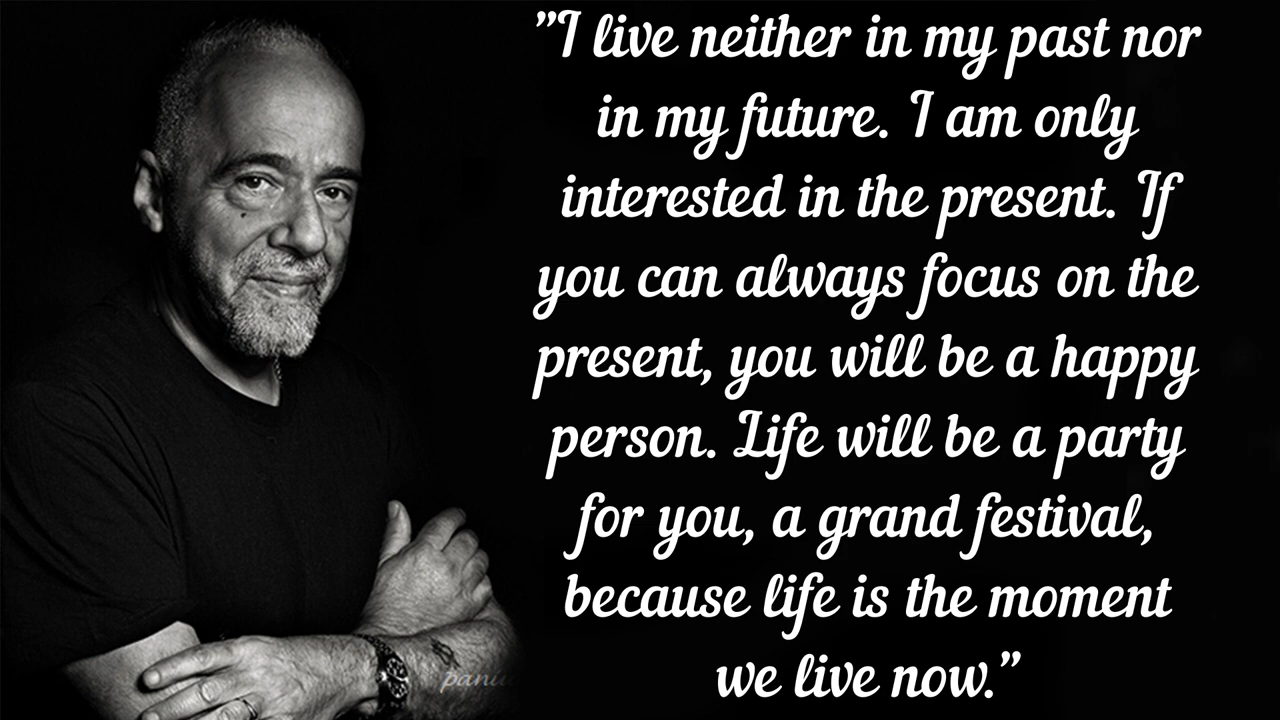 ”I live neither in my past nor
in my future. I am only
interested in the present. If
you can always focus on the
present, you will be a happy
person. Life will be a party
for you, a grand festival,
because life is the moment
we live now.”